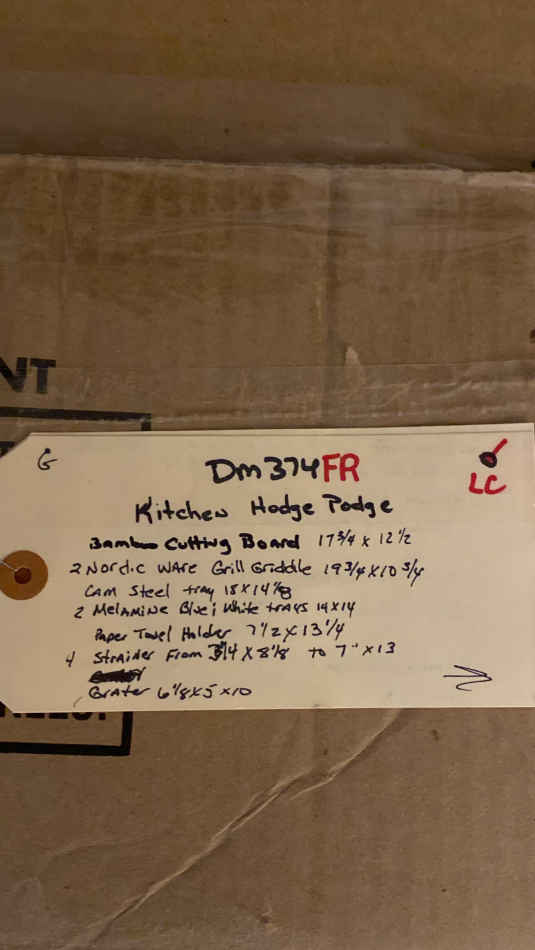 NT
G
Dm374FR
LC
Kitchen Hodge Podge
Bamboo Cutting Board 17 3/4 x 12 1/2
2 Nordic Ware Grill Griddle 19 3/4 X 10 3/4
Cam Steel tray 18 X 14 1/8
2 Melamine Blue i White trays 14 X 14
Paper Towel Holder 7 1/2 X 13 1/4
4 Strainer From 3/4 X 8 1/8 to 7" X 13
Grater 6 1/8 X 5 X 10